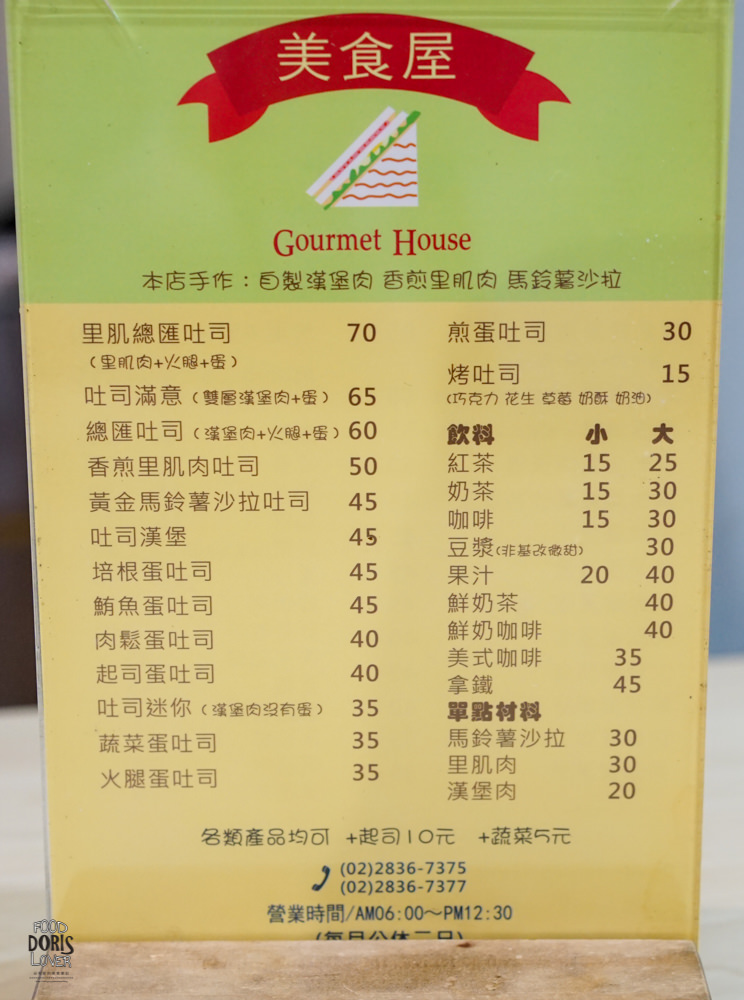 美食屋
Gourmet House
本店手作：自製漢堡肉 香煎里肌肉 馬鈴薯沙拉
里肌總匯吐司 70
（里肌肉+火腿+蛋）
吐司滿意（雙層漢堡肉+蛋） 65
總匯吐司（漢堡肉+火腿+蛋） 60
香煎里肌肉吐司 50
黃金馬鈴薯沙拉吐司 45
吐司漢堡 45
培根蛋吐司 45
鮪魚蛋吐司 45
肉鬆蛋吐司 40
起司蛋吐司 40
吐司迷你（漢堡肉沒有蛋） 35
蔬菜蛋吐司 35
火腿蛋吐司 35
煎蛋吐司 30
烤吐司 15
(巧克力 花生 草莓 奶酥 奶油)
飲料 小 大
紅茶 15 25
奶茶 15 30
咖啡 15 30
豆漿(非基改微甜) 30
果汁 20 40
鮮奶茶 40
鮮奶咖啡 40
美式咖啡 35
拿鐵 45
單點材料
馬鈴薯沙拉 30
里肌肉 30
漢堡肉 20
各類產品均可 +起司10元 +蔬菜5元
(02)2836-7375
(02)2836-7377
營業時間/AM06:00～PM12:30
(每月公休二日)
FOOD
DORIS
LOVER